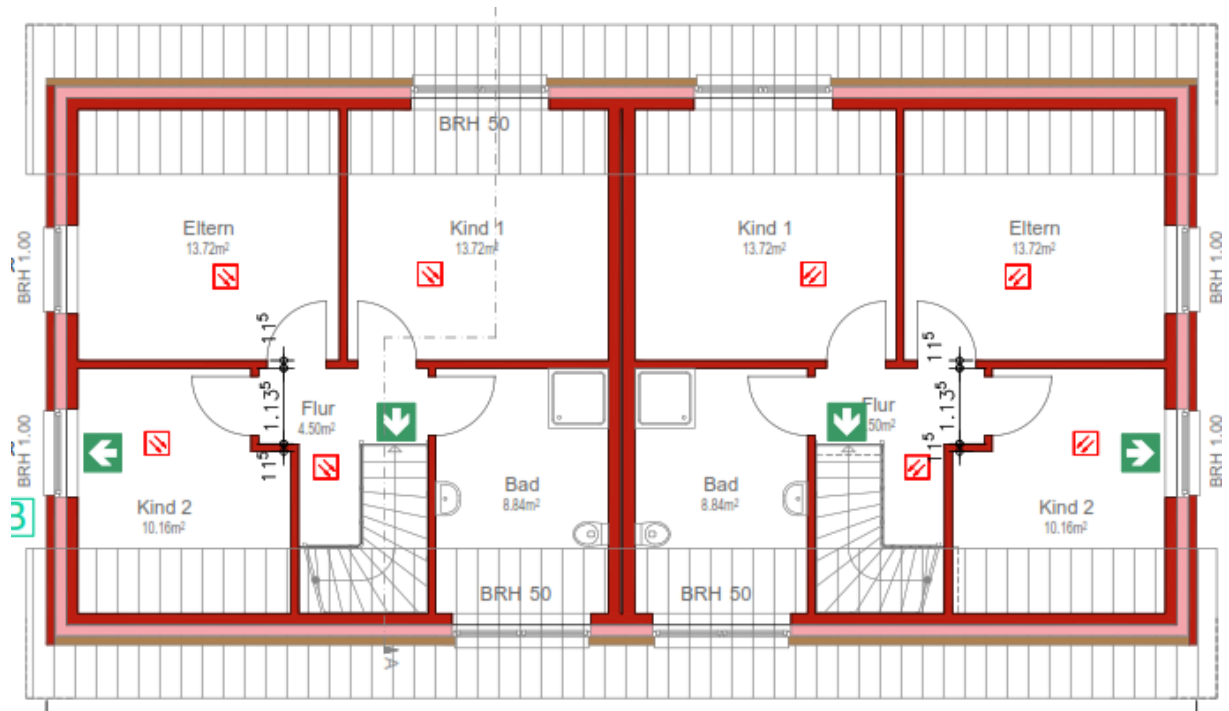 BRH 50
Eltern
13.72m²
Kind 1
13.72m²
Kind 1
13.72m²
Eltern
13.72m²
BRH 1.00
BRH 1.00
11⁵
11⁵
1.13⁵
1.13⁵
Flur
4.50m²
Flur
50m²
BRH 1.00
BRH 1.00
11⁵
11⁵
Kind 2
10.16m²
Bad
8.84m²
Bad
8.84m²
Kind 2
10.16m²
BRH 50
BRH 50
A